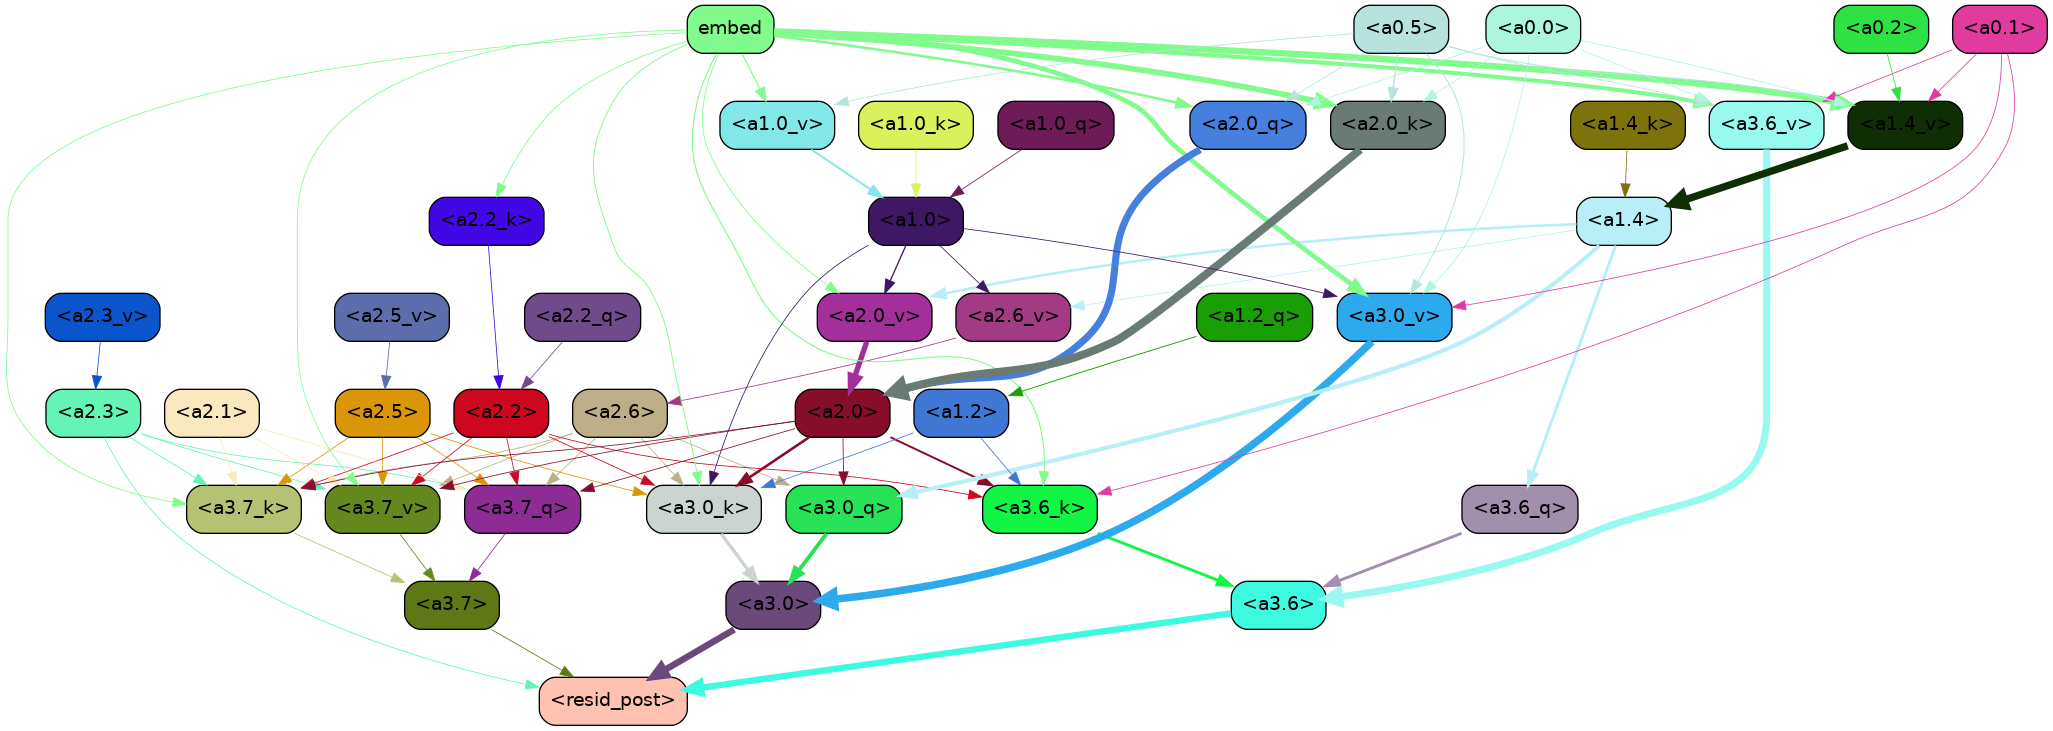 embed
<a0.5>
<a0.0>
<a0.2>
<a0.1>
<a1.0_v>
<a1.0_k>
<a1.0_q>
<a2.0_q>
<a2.0_k>
<a1.4_k>
<a3.6_v>
<a1.4_v>
<a2.2_k>
<a1.0>
<a1.4>
<a2.3_v>
<a2.5_v>
<a2.2_q>
<a2.0_v>
<a2.6_v>
<a1.2_q>
<a3.0_v>
<a2.3>
<a2.1>
<a2.5>
<a2.2>
<a2.6>
<a2.0>
<a1.2>
<a3.7_k>
<a3.7_v>
<a3.7_q>
<a3.0_k>
<a3.0_q>
<a3.6_k>
<a3.6_q>
<a3.7>
<a3.0>
<a3.6>
<resid_post>